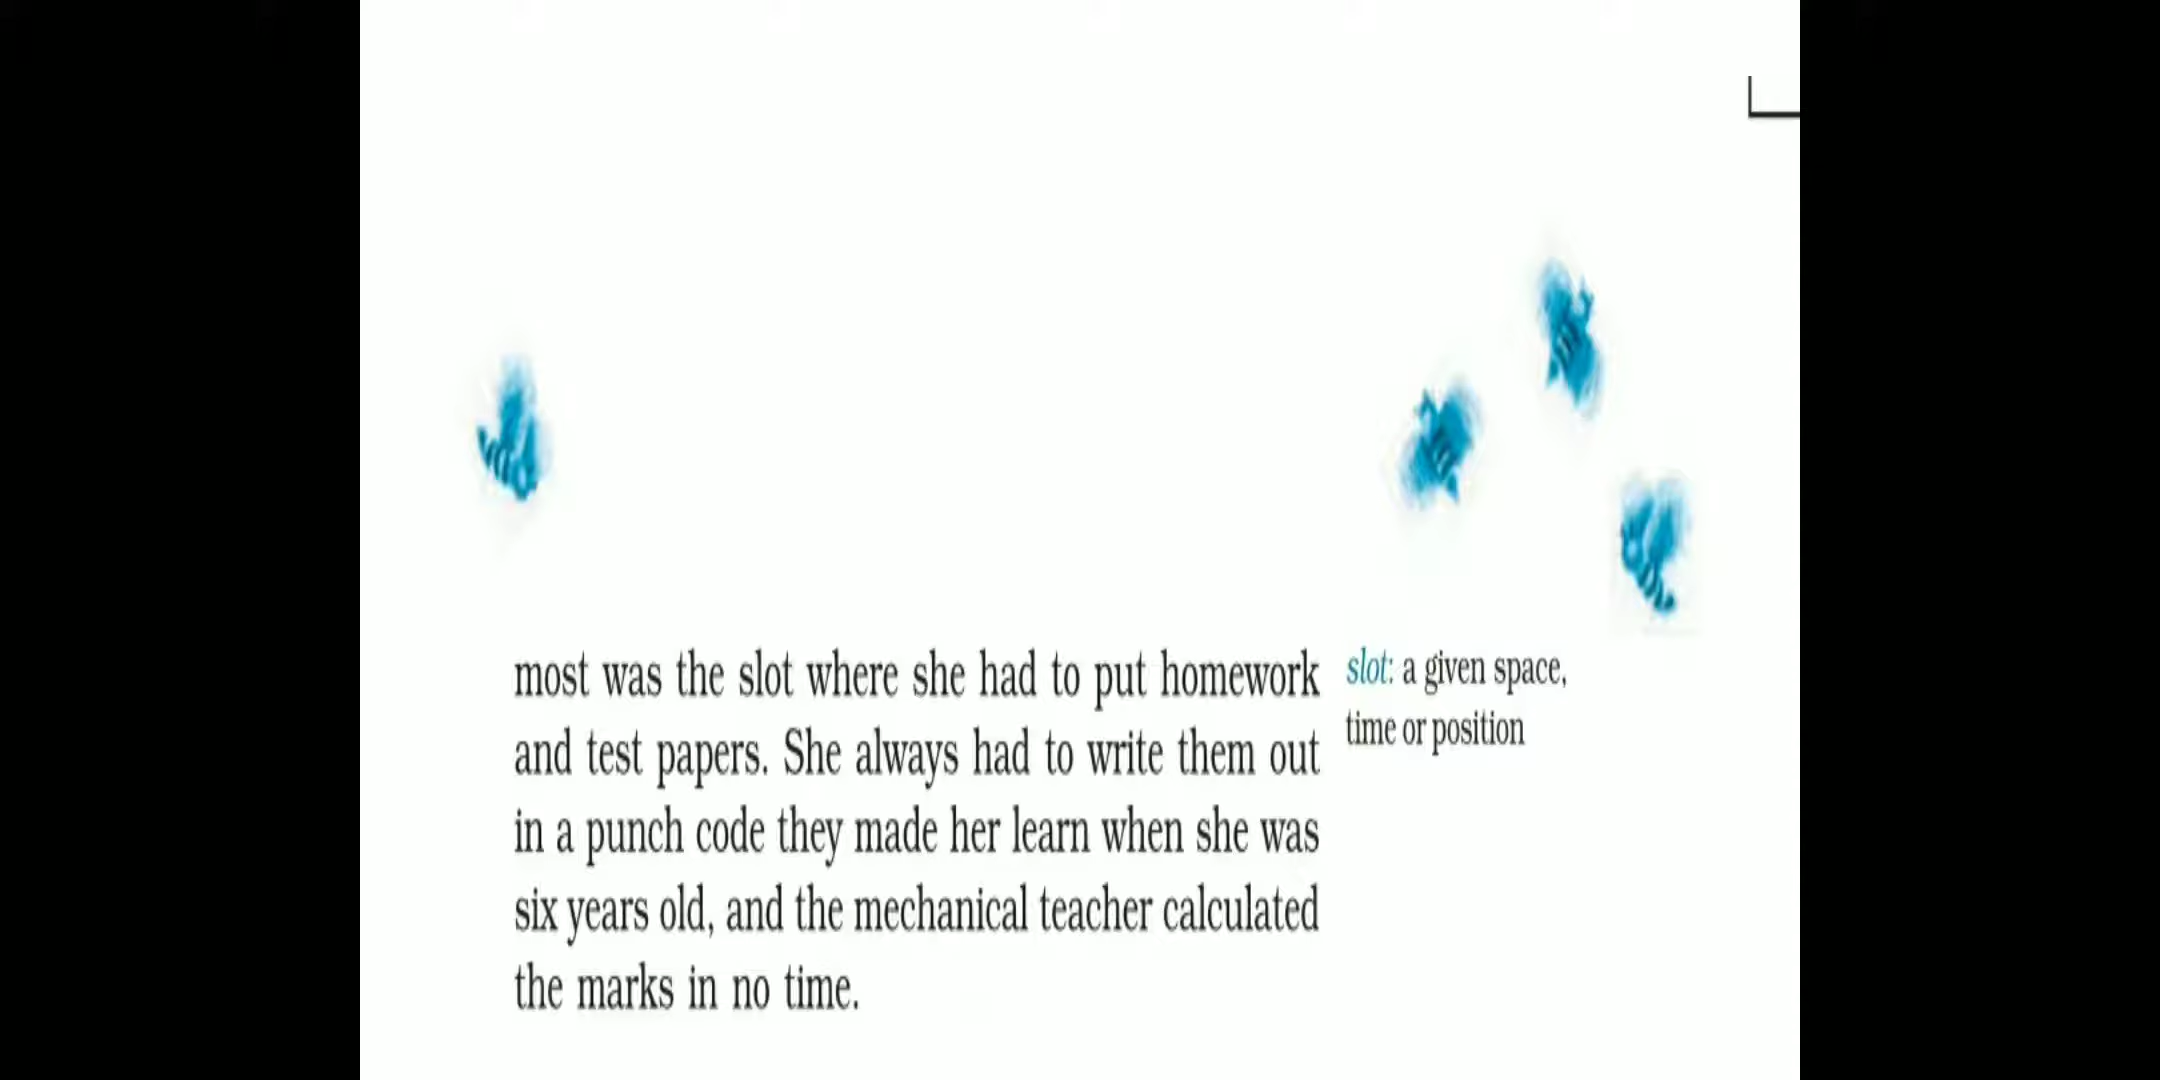 most was the slot where she had to put homework
and test papers. She always had to write them out
in a punch code they made her learn when she was
six years old, and the mechanical teacher calculated
the marks in no time.
slot: a given space,
time or position